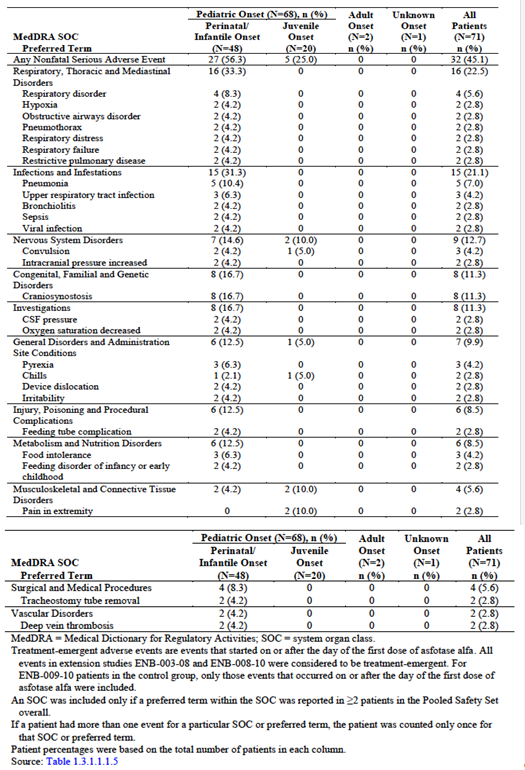 Pediatric Onset (N=68), n (%) Adult Unknown All
Perinatal/ Juvenile Onset Onset Patients
MedDRA SOC Infantile Onset Onset (N=2) (N=1) (N=71)
Preferred Term (N=48) (N=20) n (%) n (%) n (%)
Any Nonfatal Serious Adverse Event 27 (56.3) 5 (25.0) 0 0 32 (45.1)
Respiratory, Thoracic and Mediastinal 16 (33.3) 0 0 0 16 (22.5)
Disorders
Respiratory disorder 4 (8.3) 0 0 0 4 (5.6)
Hypoxia 2 (4.2) 0 0 0 2 (2.8)
Obstructive airways disorder 2 (4.2) 0 0 0 2 (2.8)
Pneumothorax 2 (4.2) 0 0 0 2 (2.8)
Respiratory distress 2 (4.2) 0 0 0 2 (2.8)
Respiratory failure 2 (4.2) 0 0 0 2 (2.8)
Restrictive pulmonary disease 2 (4.2) 0 0 0 2 (2.8)
Infections and Infestations 15 (31.3) 0 0 0 15 (21.1)
Pneumonia 5 (10.4) 0 0 0 5 (7.0)
Upper respiratory tract infection 3 (6.3) 0 0 0 3 (4.2)
Bronchiolitis 2 (4.2) 0 0 0 2 (2.8)
Sepsis 2 (4.2) 0 0 0 2 (2.8)
Viral infection 2 (4.2) 0 0 0 2 (2.8)
Nervous System Disorders 7 (14.6) 2 (10.0) 0 0 9 (12.7)
Convulsion 2 (4.2) 1 (5.0) 0 0 3 (4.2)
Intracranial pressure increased 2 (4.2) 0 0 0 2 (2.8)
Congenital, Familial and Genetic 8 (16.7) 0 0 0 8 (11.3)
Disorders
Craniosynostosis 8 (16.7) 0 0 0 8 (11.3)
Investigations 8 (16.7) 0 0 0 8 (11.3)
CSF pressure 2 (4.2) 0 0 0 2 (2.8)
Oxygen saturation decreased 2 (4.2) 0 0 0 2 (2.8)
General Disorders and Administration 6 (12.5) 1 (5.0) 0 0 7 (9.9)
Site Conditions
Pyrexia 3 (6.3) 0 0 0 3 (4.2)
Chills 1 (2.1) 1 (5.0) 0 0 2 (2.8)
Device dislocation 2 (4.2) 0 0 0 2 (2.8)
Irritability 2 (4.2) 0 0 0 2 (2.8)
Injury, Poisoning and Procedural 6 (12.5) 0 0 0 6 (8.5)
Complications
Feeding tube complication 2 (4.2) 0 0 0 2 (2.8)
Metabolism and Nutrition Disorders 6 (12.5) 0 0 0 6 (8.5)
Food intolerance 3 (6.3) 0 0 0 3 (4.2)
Feeding disorder of infancy or early 2 (4.2) 0 0 0 2 (2.8)
childhood
Musculoskeletal and Connective Tissue 2 (4.2) 2 (10.0) 0 0 4 (5.6)
Disorders
Pain in extremity 0 2 (10.0) 0 0 2 (2.8)
Pediatric Onset (N=68), n (%) Adult Unknown All
Perinatal/ Juvenile Onset Onset Patients
MedDRA SOC Infantile Onset Onset (N=2) (N=1) (N=71)
Preferred Term (N=48) (N=20) n (%) n (%) n (%)
Surgical and Medical Procedures 4 (8.3) 0 0 0 4 (5.6)
Tracheostomy tube removal 2 (4.2) 0 0 0 2 (2.8)
Vascular Disorders 2 (4.2) 0 0 0 2 (2.8)
Deep vein thrombosis 2 (4.2) 0 0 0 2 (2.8)
MedDRA = Medical Dictionary for Regulatory Activities; SOC = system organ class.
Treatment-emergent adverse events are events that started on or after the day of the first dose of asfotase alfa. All
events in extension studies ENB-003-08 and ENB-008-10 were considered to be treatment-emergent. For
ENB-009-10 patients in the control group, only those events that occurred on or after the day of the first dose of
asfotase alfa were included.
An SOC was included only if a preferred term within the SOC was reported in ≥2 patients in the Pooled Safety Set
overall.
If a patient had more than one event for a particular SOC or preferred term, the patient was counted only once for
that SOC or preferred term.
Patient percentages were based on the total number of patients in each column.
Source: Table 1.3.1.1.1.5